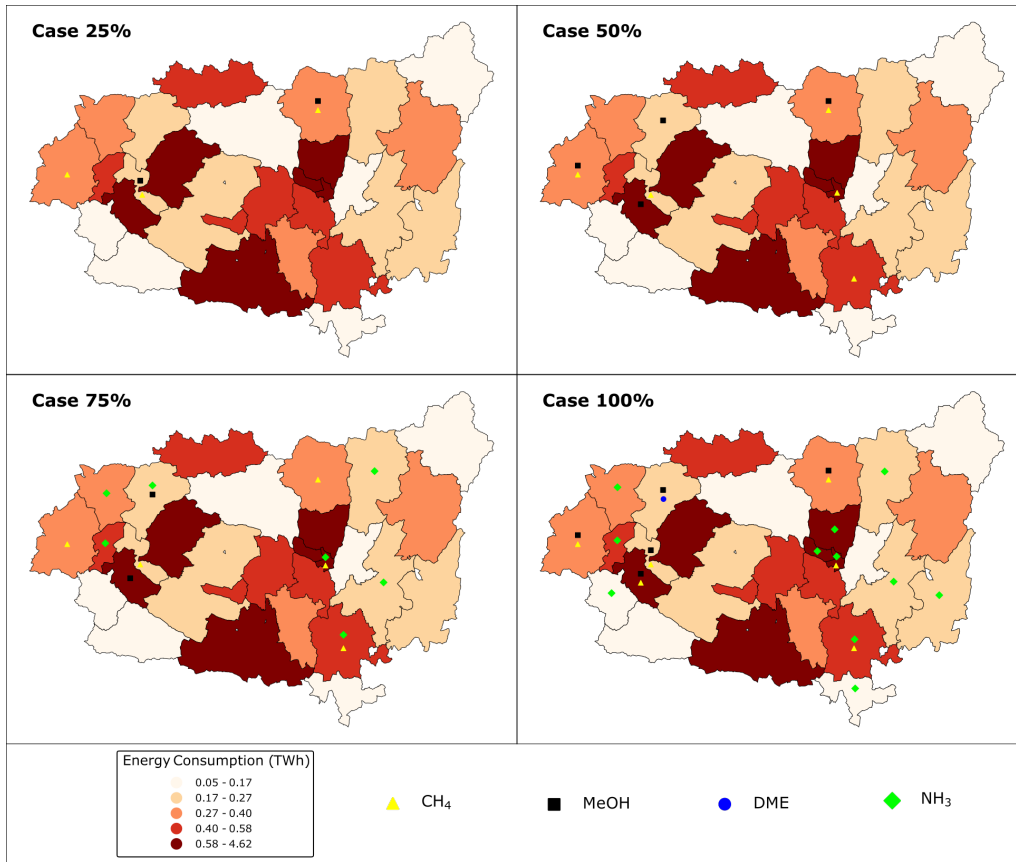 Case 25%
Case 50%
Case 75%
Case 100%
Energy Consumption (TWh)
0.05 - 0.17
0.17 - 0.27
0.27 - 0.40
0.40 - 0.58
0.58 - 4.62
CH₄
MeOH
DME
NH₃